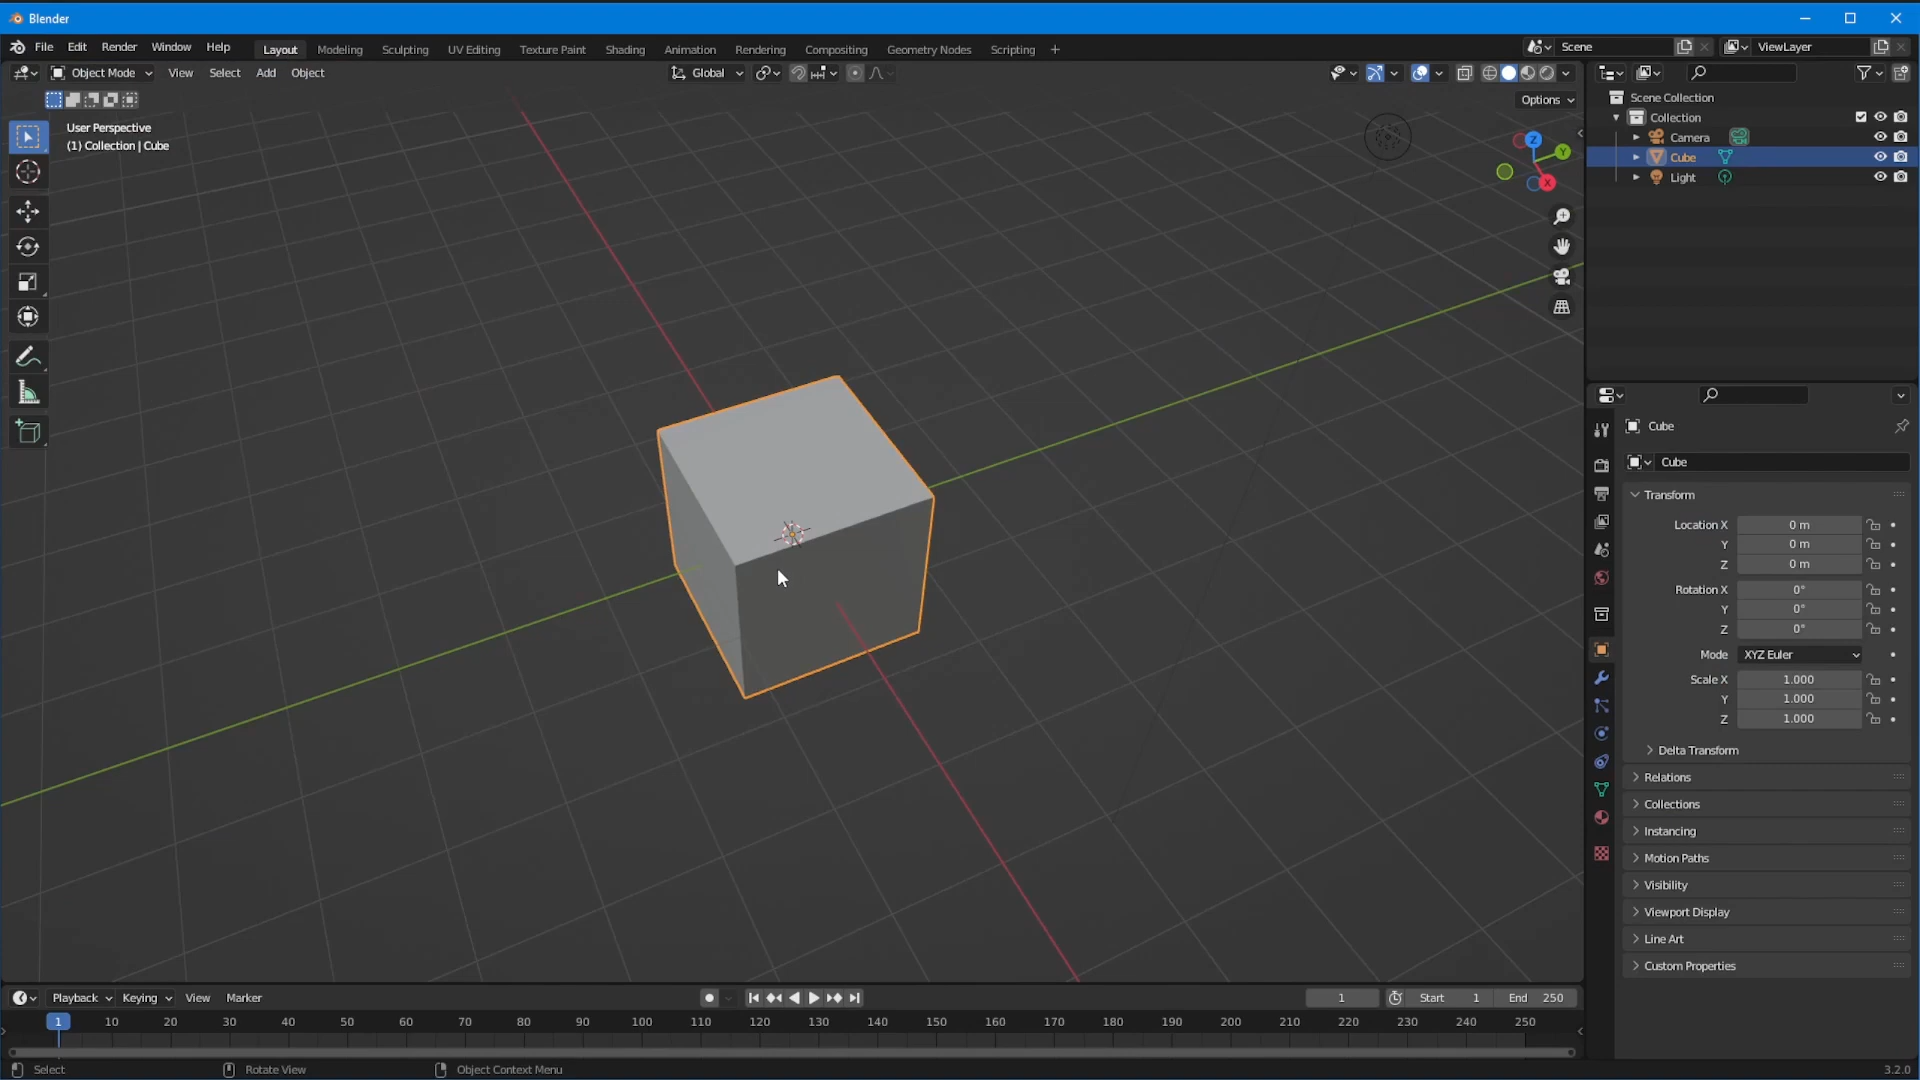 Blender
File Edit Render Window Help Layout Modeling Sculpting UV Editing Texture Paint Shading Animation Rendering Compositing Geometry Nodes Scripting + Scene ViewLayer
Object Mode View Select Add Object Global
Options
User Perspective
(1) Collection | Cube
Z
Y
X
Scene Collection
Collection
Camera
Cube
Light
Cube
Cube
Transform
Location X 0 m
Y 0 m
Z 0 m
Rotation X 0°
Y 0°
Z 0°
Mode XYZ Euler
Scale X 1.000
Y 1.000
Z 1.000
Delta Transform
Relations
Collections
Instancing
Motion Paths
Visibility
Viewport Display
Line Art
Custom Properties
Playback Keying View Marker 1 Start 1 End 250
1 10 20 30 40 50 60 70 80 90 100 110 120 130 140 150 160 170 180 190 200 210 220 230 240 250
Select Rotate View Object Context Menu 3.2.0